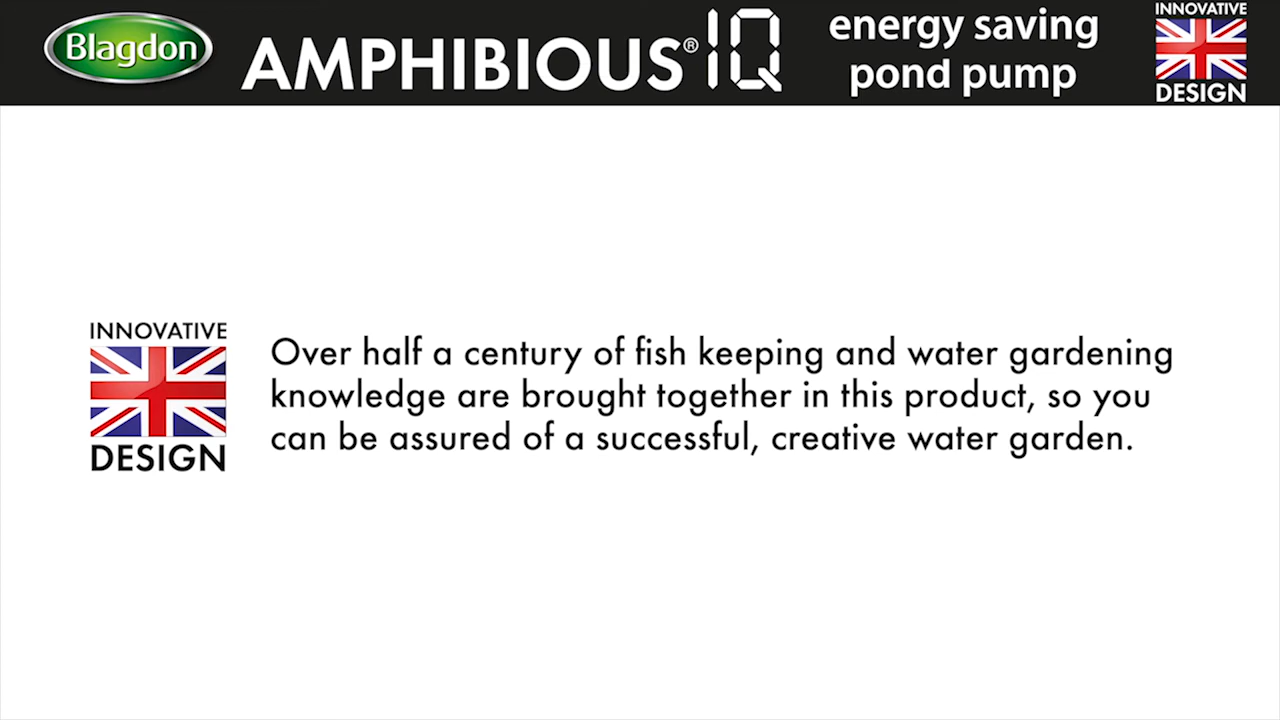 Blagdon
AMPHIBIOUS® IQ
energy saving
pond pump
INNOVATIVE
DESIGN
INNOVATIVE
DESIGN
Over half a century of fish keeping and water gardening
knowledge are brought together in this product, so you
can be assured of a successful, creative water garden.